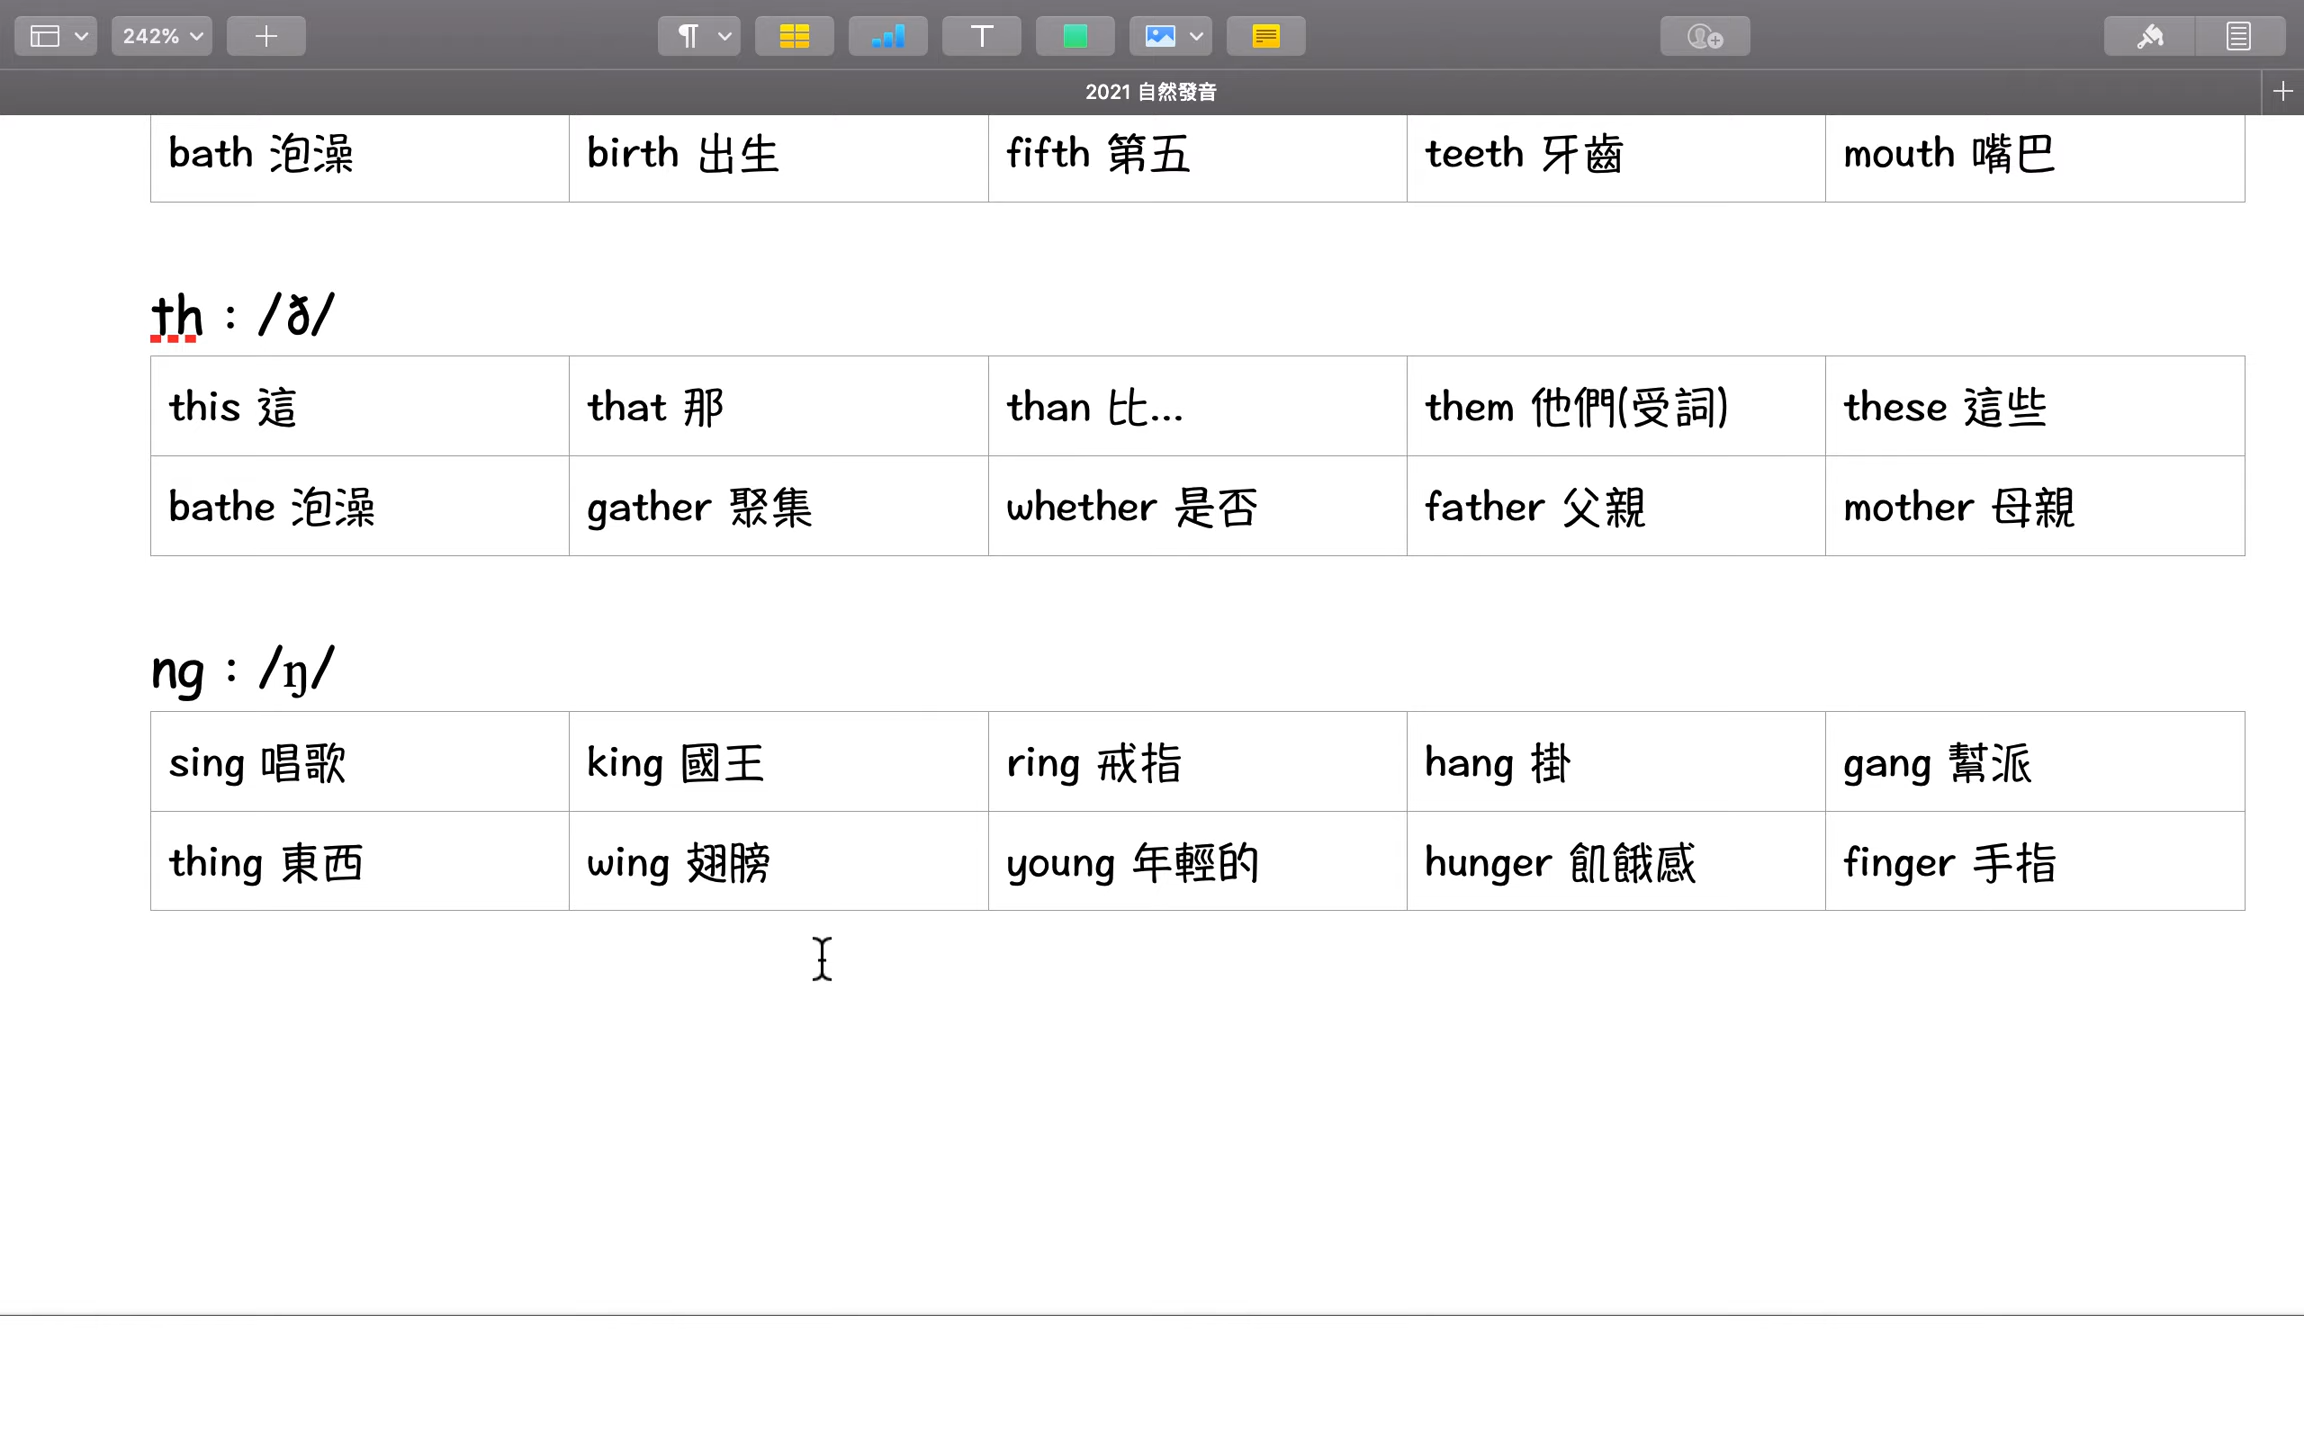 242%
2021 自然發音
bath 泡澡 birth 出生 fifth 第五 teeth 牙齒 mouth 嘴巴
th：/ð/
this 這 that 那 than 比... them 他們(受詞) these 這些
bathe 泡澡 gather 聚集 whether 是否 father 父親 mother 母親
ng：/ŋ/
sing 唱歌 king 國王 ring 戒指 hang 掛 gang 幫派
thing 東西 wing 翅膀 young 年輕的 hunger 飢餓感 finger 手指